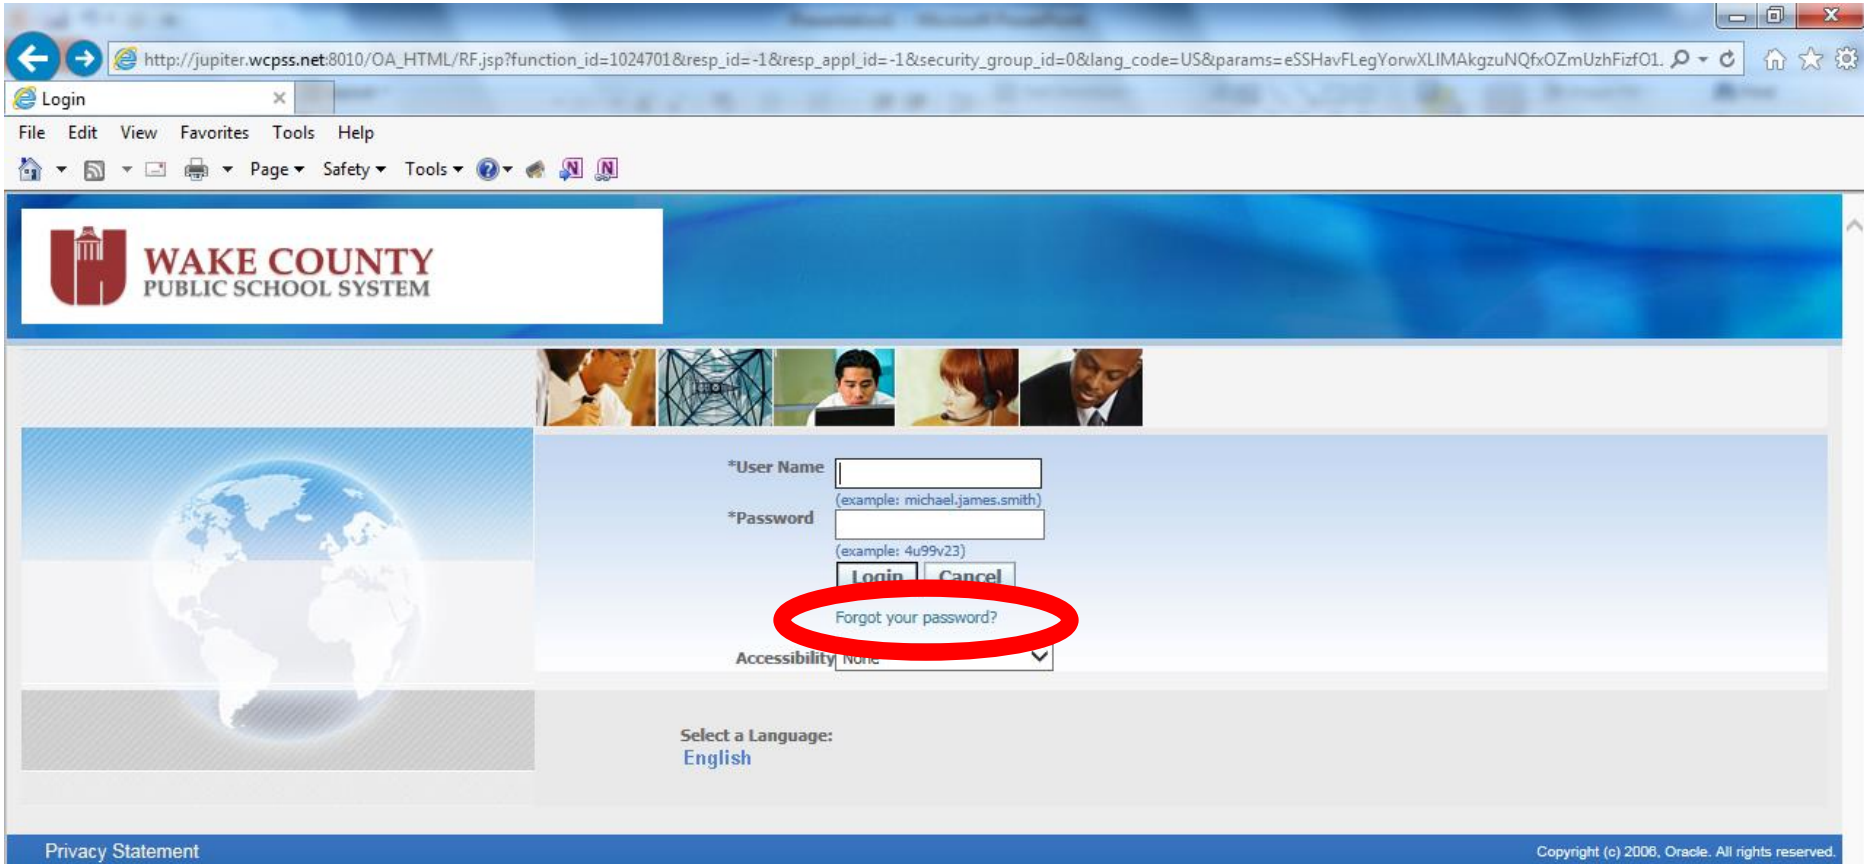 http://jupiter.wcpss.net:8010/OA_HTML/RF.jsp?function_id=1024701&resp_id=-1&resp_appl_id=-1&security_group_id=0&lang_code=US&params=eSSHavFLegYorwXLIMAkgzuNQfxOZmUzhFizfO1.
Login
File Edit View Favorites Tools Help
Page Safety Tools
WAKE COUNTY
PUBLIC SCHOOL SYSTEM
*User Name
(example: michael.james.smith)
*Password
(example: 4u99v23)
Login Cancel
Forgot your password?
Accessibility None
Select a Language:
English
Privacy Statement
Copyright (c) 2006, Oracle. All rights reserved.